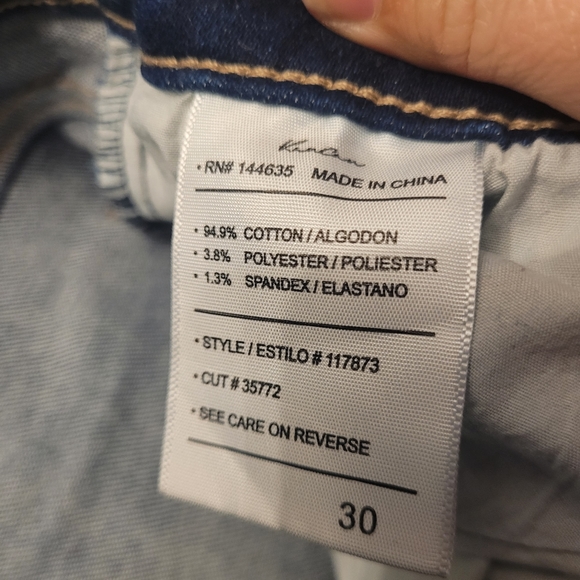 KanCan
• RN# 144635 MADE IN CHINA
• 94.9% COTTON / ALGODON
• 3.8% POLYESTER / POLIESTER
• 1.3% SPANDEX / ELASTANO
• STYLE / ESTILO # 117873
• CUT # 35772
• SEE CARE ON REVERSE
30